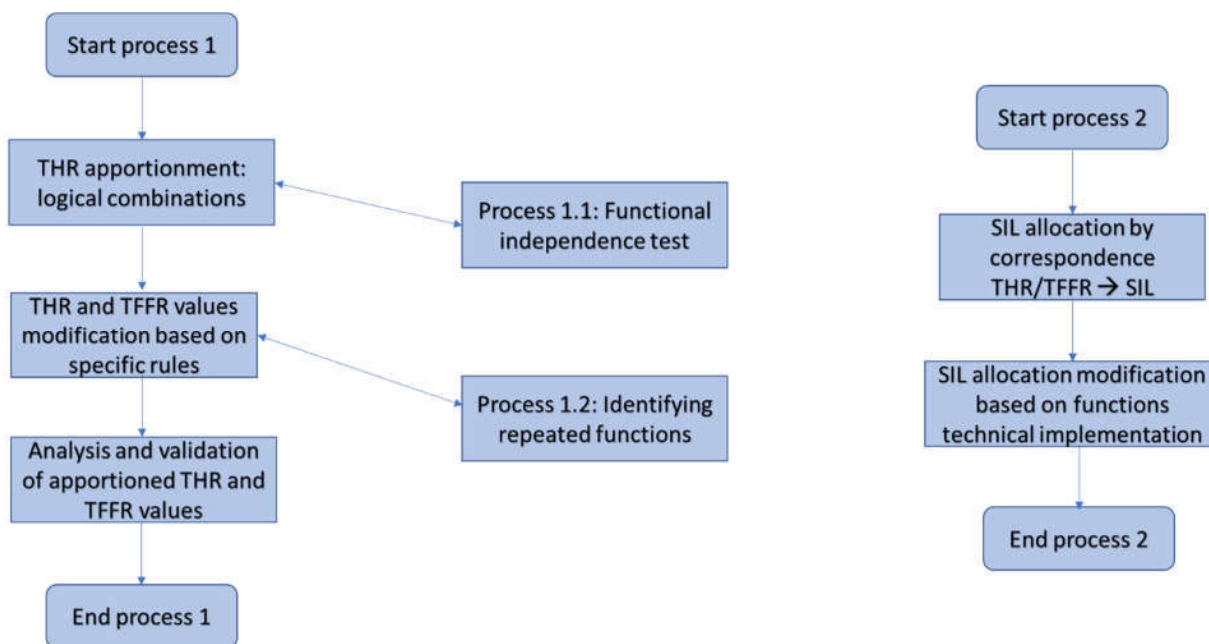 Start process 1
THR apportionment:
logical combinations
Process 1.1: Functional
independence test
THR and TFFR values
modification based on
specific rules
Process 1.2: Identifying
repeated functions
Analysis and validation
of apportioned THR and
TFFR values
End process 1
Start process 2
SIL allocation by
correspondence
THR/TFFR → SIL
SIL allocation modification
based on functions
technical implementation
End process 2